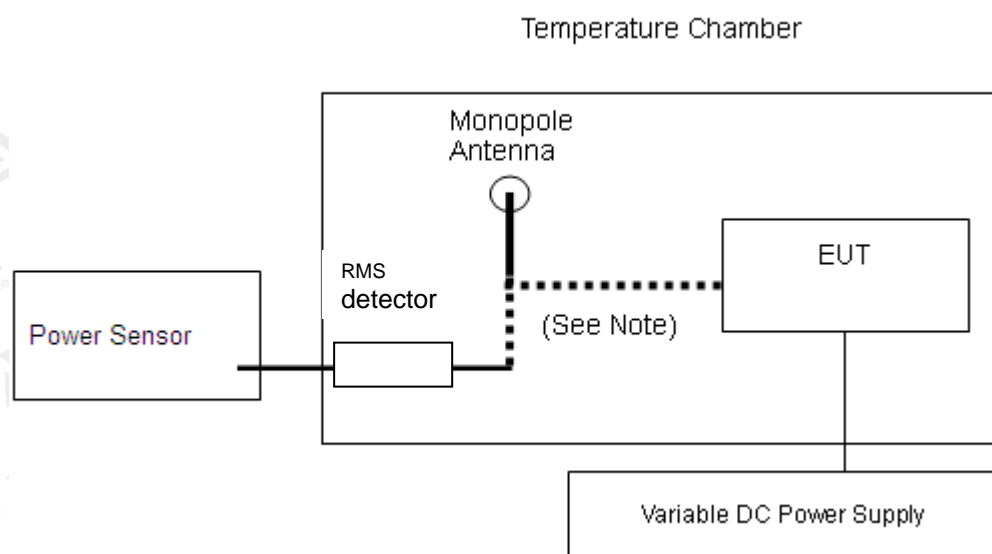 Temperature Chamber
Monopole
Antenna
EUT
RMS
detector
(See Note)
Power Sensor
Variable DC Power Supply